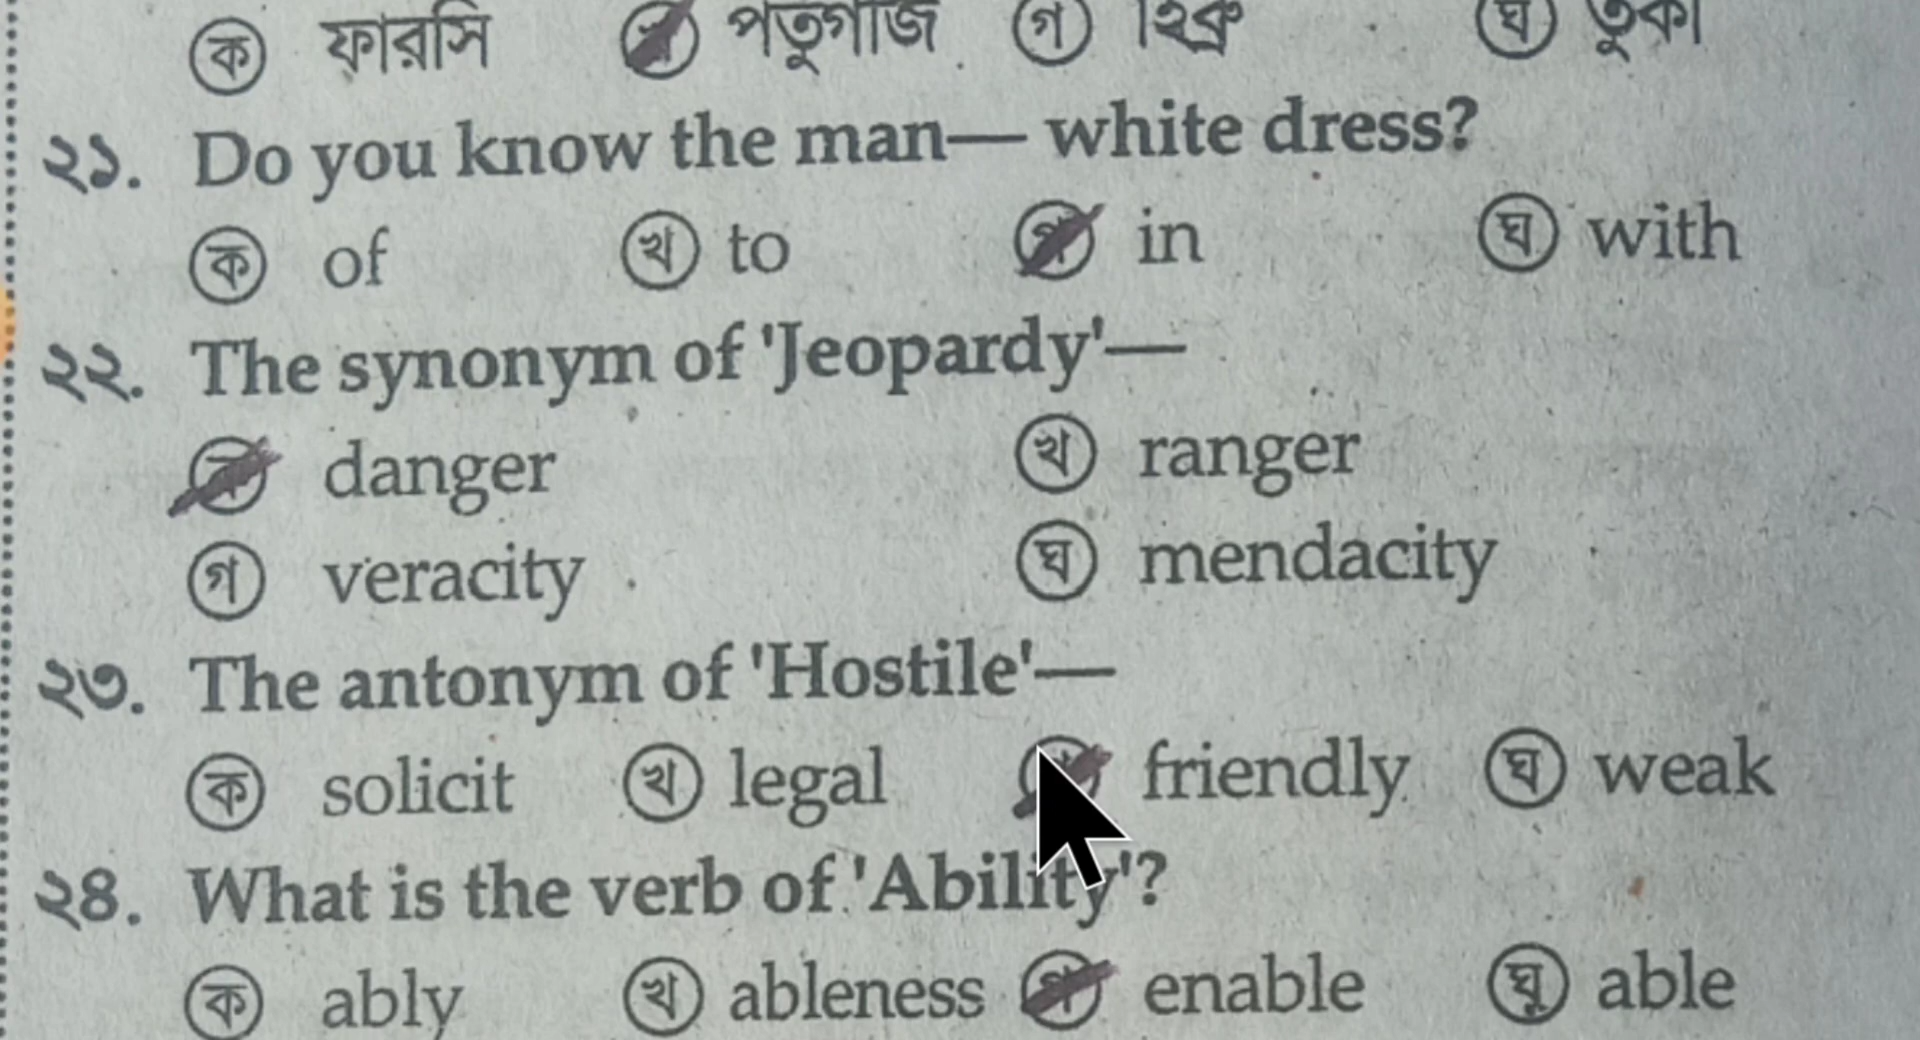 ক ফারসি খ পর্তুগিজ গ হিব্রু ঘ তুর্কী
২১. Do you know the man— white dress?
ক of খ to গ in ঘ with
২২. The synonym of 'Jeopardy'—
ক danger খ ranger
গ veracity ঘ mendacity
২৩. The antonym of 'Hostile'—
ক solicit খ legal গ friendly ঘ weak
২৪. What is the verb of 'Ability'?
ক ably খ ableness গ enable ঘ able